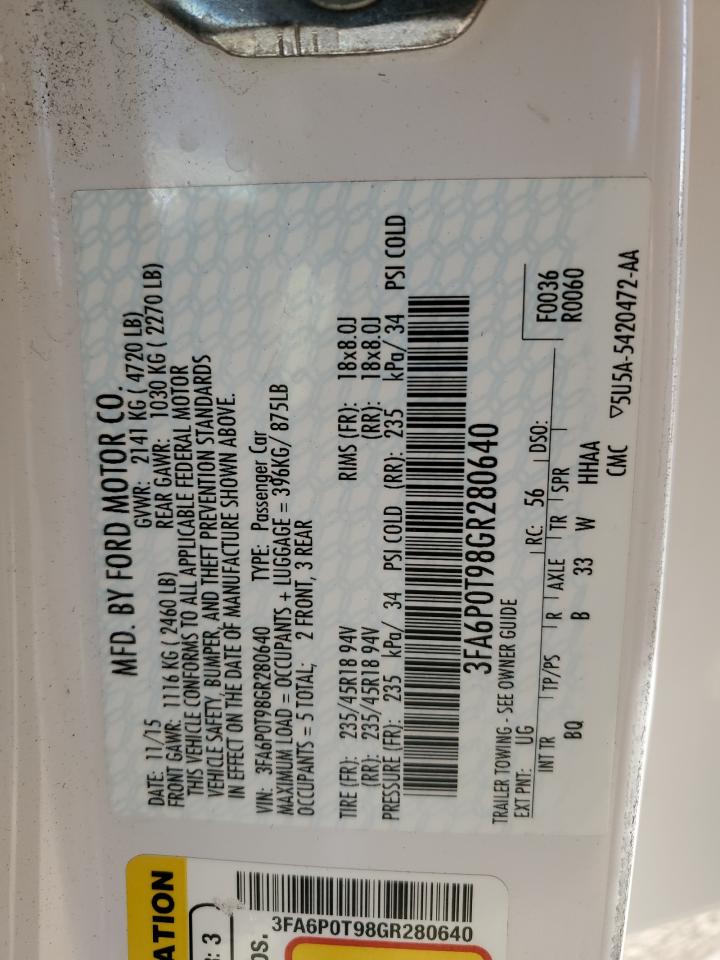 MFD. BY FORD MOTOR CO.
DATE: 11/15 GVWR: 2141 KG ( 4720 LB)
FRONT GAWR: 1116 KG ( 2460 LB) REAR GAWR: 1030 KG ( 2270 LB)
THIS VEHICLE CONFORMS TO ALL APPLICABLE FEDERAL MOTOR
VEHICLE SAFETY, BUMPER, AND THEFT PREVENTION STANDARDS
IN EFFECT ON THE DATE OF MANUFACTURE SHOWN ABOVE.
VIN: 3FA6P0T98GR280640 TYPE: Passenger Car
MAXIMUM LOAD = OCCUPANTS + LUGGAGE = 396KG/ 875LB
OCCUPANTS = 5 TOTAL; 2 FRONT, 3 REAR
TIRE (FR): 235/45R18 94V RIMS (FR): 18x8.0J
(RR): 235/45R18 94V (RR): 18x8.0J
PRESSURE (FR): 235 kPa/ 34 PSI COLD (RR): 235 kPa/ 34 PSI COLD
3FA6P0T98GR280640
TRAILER TOWING - SEE OWNER GUIDE
EXT PNT: UG RC: 56 DSO: F0036
R0060
INT TR TP/PS R AXLE TR SPR
BQ B 33 W HHAA
CMC ▽5U5A-5420472-AA
ATION
: 3
OS.
3FA6P0T98GR280640